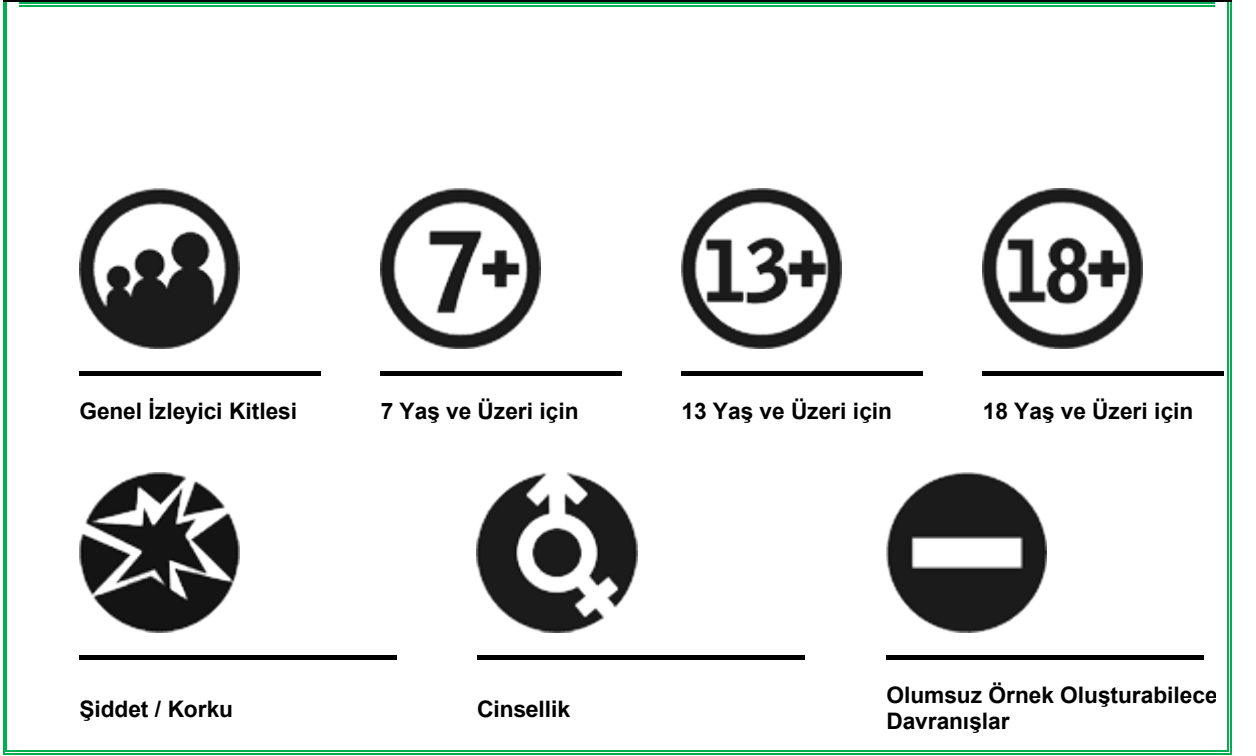 7+
13+
18+
Genel İzleyici Kitlesi
7 Yaş ve Üzeri için
13 Yaş ve Üzeri için
18 Yaş ve Üzeri için
Şiddet / Korku
Cinsellik
Olumsuz Örnek Oluşturabilece
Davranışlar